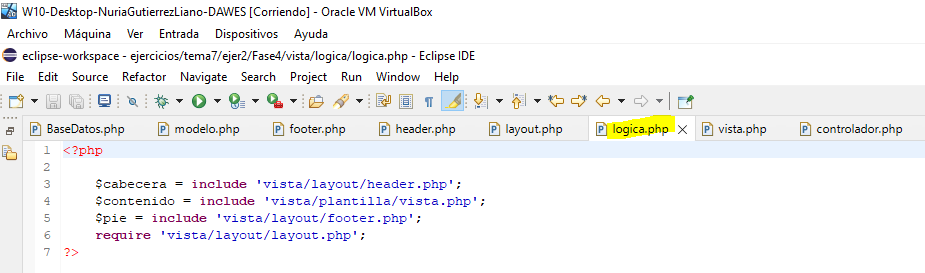 W10-Desktop-NuriaGutierrezLiano-DAWES [Corriendo] - Oracle VM VirtualBox
Archivo Máquina Ver Entrada Dispositivos Ayuda
eclipse-workspace - ejercicios/tema7/ejer2/Fase4/vista/logica/logica.php - Eclipse IDE
File Edit Source Refactor Navigate Search Project Run Window Help
BaseDatos.php modelo.php footer.php header.php layout.php logica.php vista.php controlador.php
1 <?php
2
3 $cabecera = include 'vista/layout/header.php';
4 $contenido = include 'vista/plantilla/vista.php';
5 $pie = include 'vista/layout/footer.php';
6 require 'vista/layout/layout.php';
7 ?>